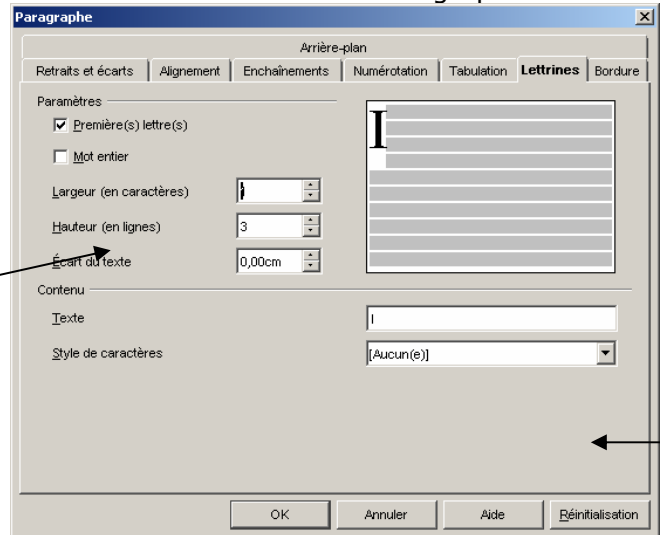 Paragraphe
Arrière-plan
Retraits et écarts Alignement Enchaînements Numérotation Tabulation Lettrines Bordure
Paramètres
Première(s) lettre(s)
Mot entier
Largeur (en caractères)
Hauteur (en lignes) 3
Écart du texte 0,00cm
I
Contenu
Texte I
Style de caractères [Aucun(e)]
OK Annuler Aide Réinitialisation